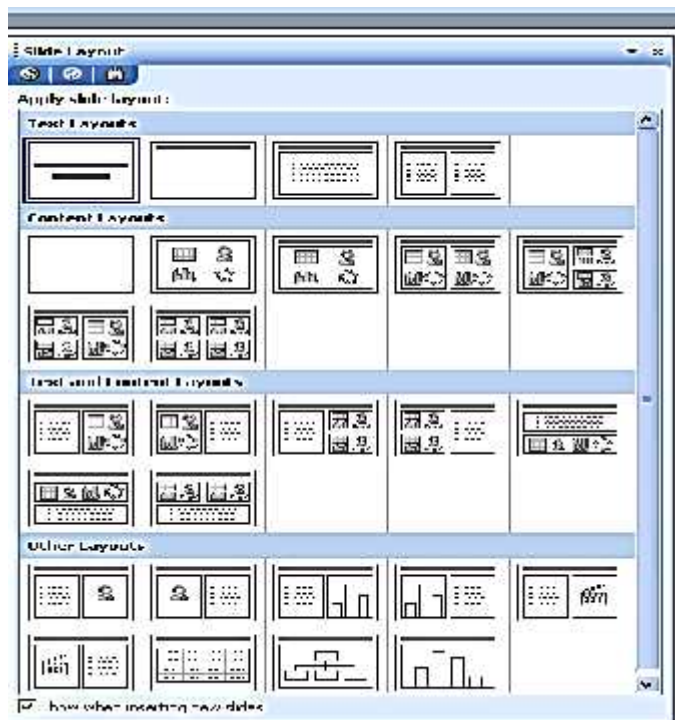 Slide Layout
Apply slide layout:
Text Layouts
Content Layouts
Text and Content Layouts
Other Layouts
Show when inserting new slides